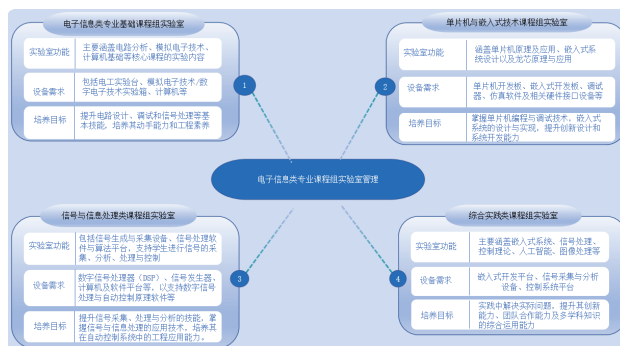 电子信息类专业基础课程组实验室
实验室功能
主要涵盖电路分析、模拟电子技术、
计算机基础等核心课程的实验内容
设备需求
包括电工实验台、模拟电子技术/数
字电子技术实验箱、计算机等
培养目标
提升电路设计、调试和信号处理等基
本技能，培养其动手能力和工程素养
1
单片机与嵌入式技术课程组实验室
实验室功能
涵盖单片机原理及应用、嵌入式系
统设计以及龙芯原理与应用
设备需求
单片机开发板、嵌入式开发板、调试
器、仿真软件及相关硬件接口设备等
培养目标
掌握单片机编程与调试技术，嵌入式
系统的设计与实现，提升创新设计和
系统开发能力
2
电子信息类专业课程组实验室管理
信号与信息处理类课程组实验室
实验室功能
包括信号生成与采集设备、信号处理软
件与算法平台，支持学生进行信号的采
集、分析、处理与控制
设备需求
数字信号处理器（DSP）、信号发生器、
计算机及软件平台等，以支持数字信号
处理与自动控制原理软件等
培养目标
提升信号采集、处理与分析的技能，掌
握信号与信息处理的应用技术，培养其
在自动控制系统中的工程应用能力。
3
综合实践类课程组实验室
实验室功能
主要涵盖嵌入式系统、信号处理、
控制理论、人工智能、图像处理等
设备需求
嵌入式开发平台、信号采集与分析
设备、控制系统平台
培养目标
实践中解决实际问题，提升其创新
能力、团队合作能力及多学科知识
的综合运用能力
4